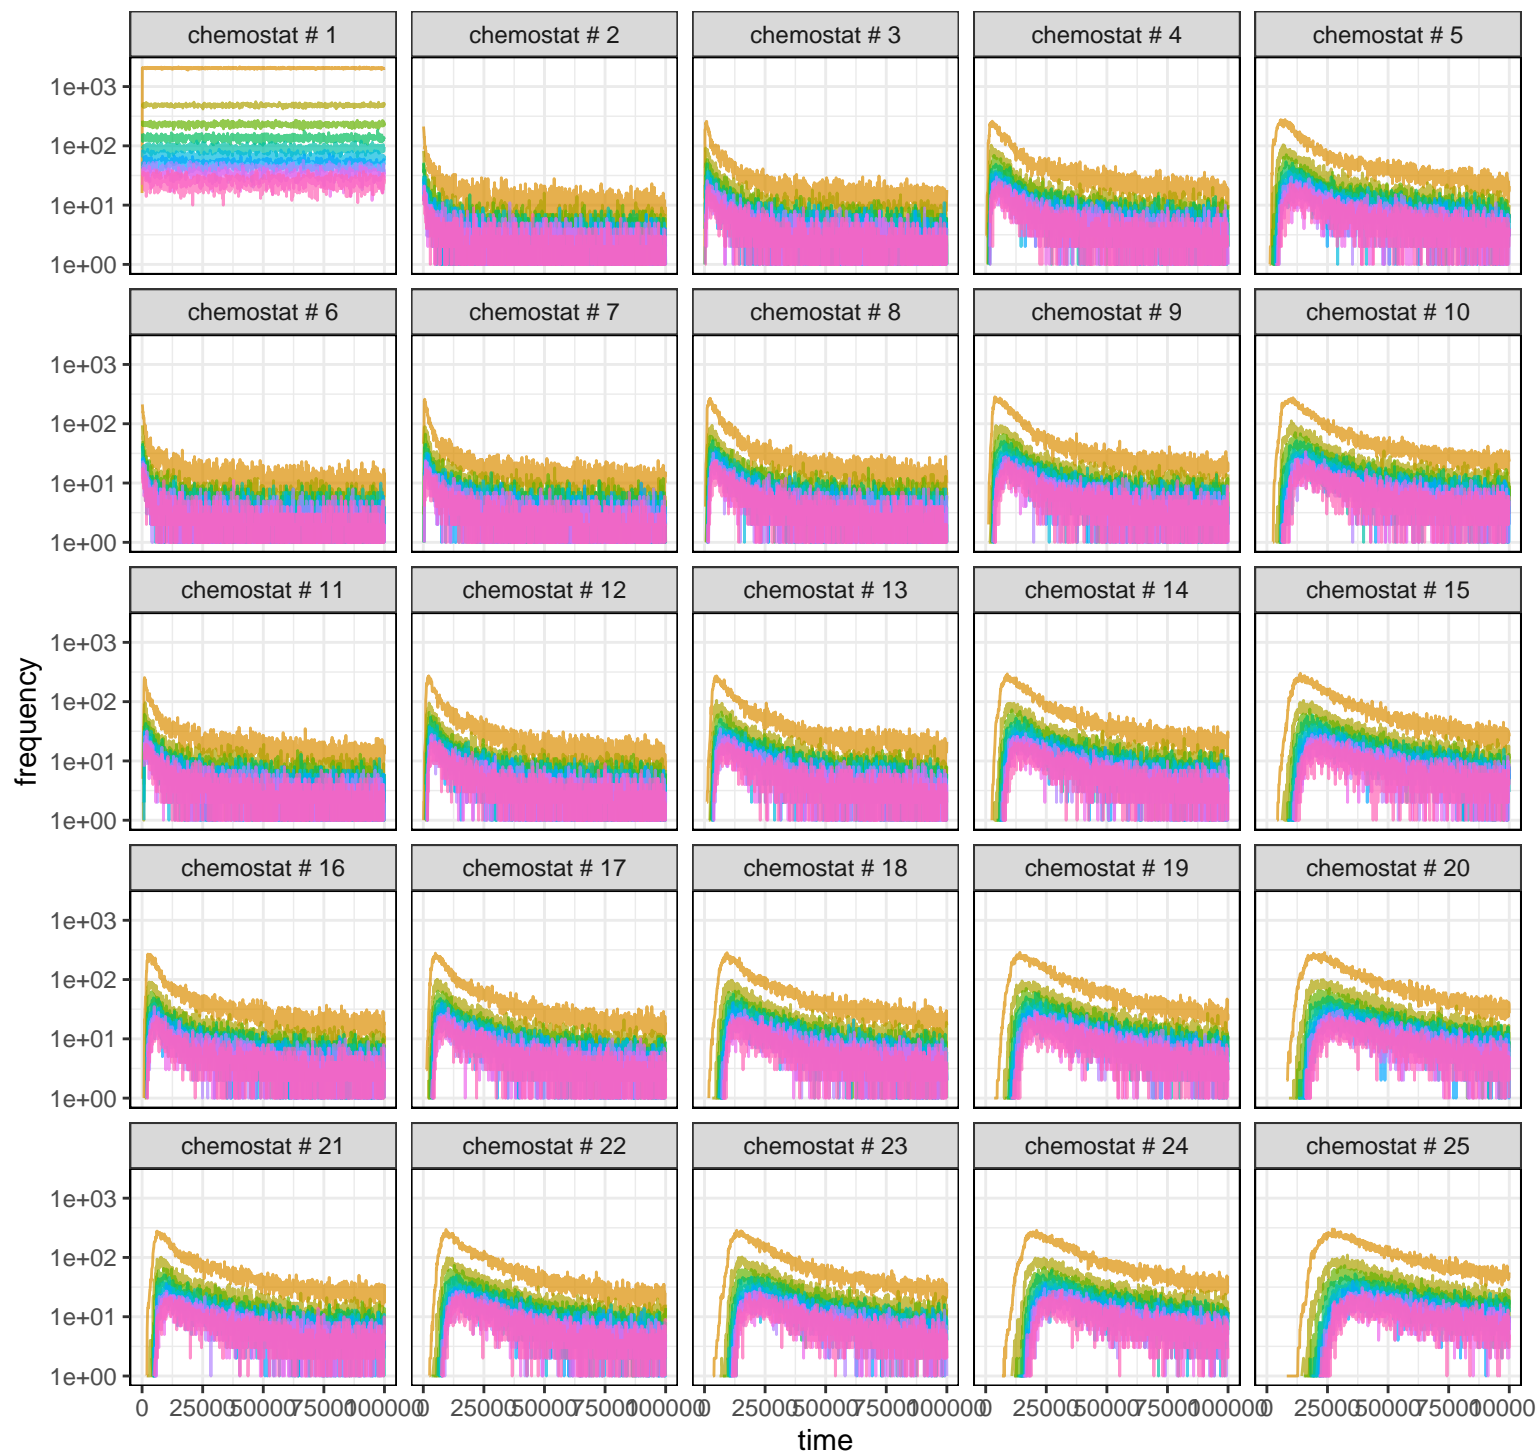 chemostat # 1
chemostat # 2
chemostat # 3
chemostat # 4
chemostat # 5
1e+03
1e+02
1e+01
1e+00
chemostat # 6
chemostat # 7
chemostat # 8
chemostat # 9
chemostat # 10
1e+03
1e+02
1e+01
1e+00
chemostat # 11
chemostat # 12
chemostat # 13
chemostat # 14
chemostat # 15
1e+03
1e+02
1e+01
1e+00
frequency
chemostat # 16
chemostat # 17
chemostat # 18
chemostat # 19
chemostat # 20
1e+03
1e+02
1e+01
1e+00
chemostat # 21
chemostat # 22
chemostat # 23
chemostat # 24
chemostat # 25
1e+03
1e+02
1e+01
1e+00
0 25000 50000 75000 100000
0 25000 50000 75000 100000
0 25000 50000 75000 100000
0 25000 50000 75000 100000
0 25000 50000 75000 100000
time